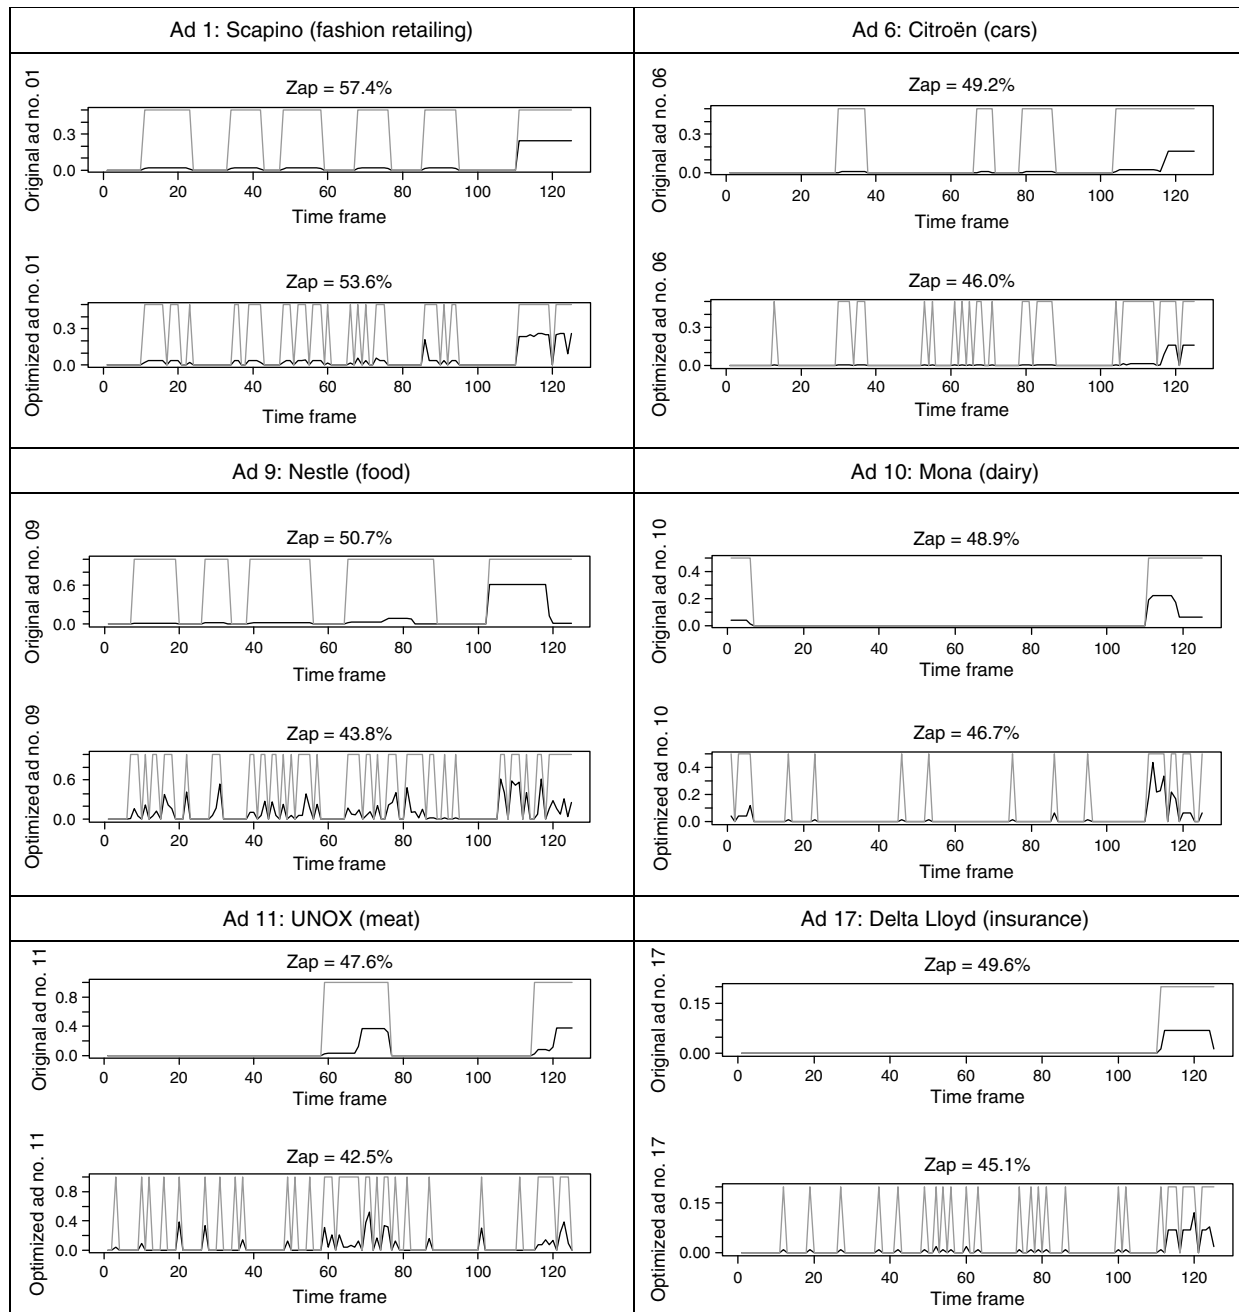 Ad 1: Scapino (fashion retailing)
Ad 6: Citroën (cars)
Original ad no. 01
Zap = 57.4%
0.3
0.0
0 20 40 60 80 100 120
Time frame
Optimized ad no. 01
Zap = 53.6%
0.3
0.0
0 20 40 60 80 100 120
Time frame
Original ad no. 06
Zap = 49.2%
0.3
0.0
0 20 40 60 80 100 120
Time frame
Optimized ad no. 06
Zap = 46.0%
0.3
0.0
0 20 40 60 80 100 120
Time frame
Ad 9: Nestle (food)
Ad 10: Mona (dairy)
Original ad no. 09
Zap = 50.7%
0.6
0.0
0 20 40 60 80 100 120
Time frame
Optimized ad no. 09
Zap = 43.8%
0.6
0.0
0 20 40 60 80 100 120
Time frame
Original ad no. 10
Zap = 48.9%
0.4
0.2
0.0
0 20 40 60 80 100 120
Time frame
Optimized ad no. 10
Zap = 46.7%
0.4
0.2
0.0
0 20 40 60 80 100 120
Time frame
Ad 11: UNOX (meat)
Ad 17: Delta Lloyd (insurance)
Original ad no. 11
Zap = 47.6%
0.8
0.4
0.0
0 20 40 60 80 100 120
Time frame
Optimized ad no. 11
Zap = 42.5%
0.8
0.4
0.0
0 20 40 60 80 100 120
Time frame
Original ad no. 17
Zap = 49.6%
0.15
0.00
0 20 40 60 80 100 120
Time frame
Optimized ad no. 17
Zap = 45.1%
0.15
0.00
0 20 40 60 80 100 120
Time frame